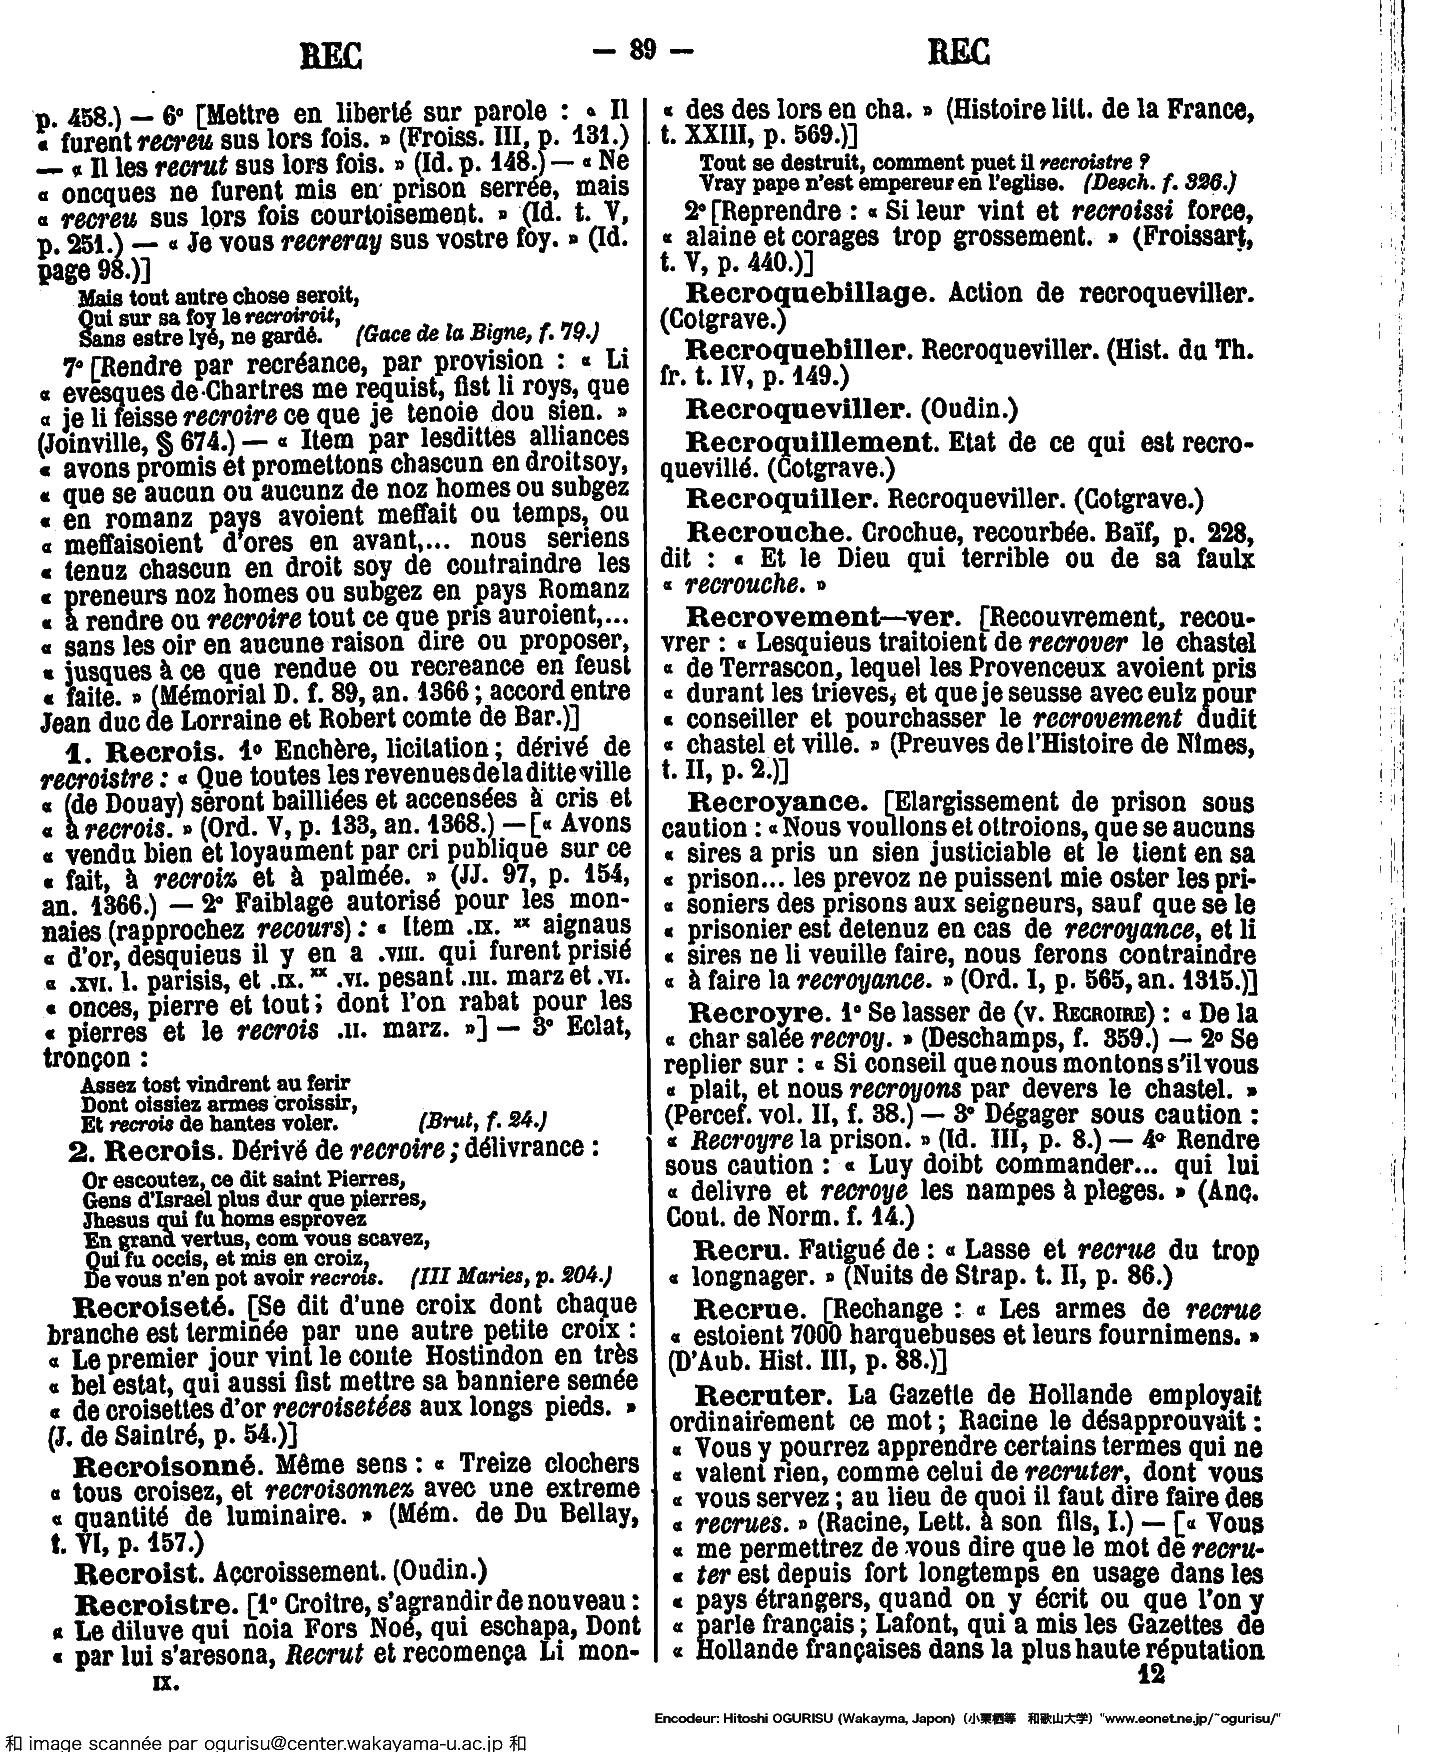 REC
— 89 —
REC
p. 458.) — 6° [Mettre en liberté sur parole : « Il
« furent recreu sus lors fois. » (Froiss. III, p. 131.)
— « Il les recrut sus lors fois. » (Id. p. 148.) — « Ne
« oncques ne furent mis en prison serrée, mais
« recreu sus lors fois courtoisement. » (Id. t. V,
p. 251.) — « Je vous recreray sus vostre foy. » (Id.
page 98.)]
Mais tout autre chose seroit,
Qui sur sa foy le recroiroit,
Sans estre lyé, ne gardé. (Gace de la Bigne, f. 79.)
7° [Rendre par recréance, par provision : « Li
« evesques de Chartres me requist, fist li roys, que
« je li feisse recroire ce que je tenoie dou sien. »
(Joinville, § 674.) — « Item par lesdittes alliances
« avons promis et promettons chascun en droit soy,
« que se aucun ou aucunz de noz homes ou subgez
« en romanz pays avoient meffait ou temps, ou
« meffaisoient d'ores en avant,... nous seriens
« tenuz chascun en droit soy de contraindre les
« preneurs noz homes ou subgez en pays Romanz
« à rendre ou recroire tout ce que pris auroient,...
« sans les oir en aucune raison dire ou proposer,
« jusques à ce que rendue ou recreance en feust
« faite. » (Mémorial D. f. 89, an. 1366 ; accord entre
Jean duc de Lorraine et Robert comte de Bar.)]
1. Recrois. 1° Enchère, licitation ; dérivé de
recroistre : « Que toutes les revenues de la ditte ville
« (de Douay) seront bailliées et accensées à cris et
« à recrois. » (Ord. V, p. 133, an. 1368.) — [« Avons
« vendu bien et loyaument par cri publique sur ce
« fait, à recroiz et à palmée. » (JJ. 97, p. 154,
an. 1366.) — 2° Faiblage autorisé pour les mon-
naies (rapprochez recours) : « Item .IX. XX aignaus
« d'or, desquieus il y en a .VIII. qui furent prisié
« .XVI. l. parisis, et .IX. XX .VI. pesant .III. marz et .VI.
« onces, pierre et tout ; dont l'on rabat pour les
« pierres et le recrois .II. marz. »] — 3° Eclat,
tronçon :
Assez tost vindrent au ferir
Dont oissiez armes croissir,
Et recrois de hantes voler. (Brut, f. 24.)
2. Recrois. Dérivé de recroire ; délivrance :
Or escoutez, ce dit saint Pierres,
Gens d'Israel plus dur que pierres,
Jhesus qui fu homs esprovez
En grand vertus, com vous scavez,
Qui fu occis, et mis en croiz,
De vous n'en pot avoir recrois. (III Maries, p. 204.)
Recroiseté. [Se dit d'une croix dont chaque
branche est terminée par une autre petite croix :
« Le premier jour vint le conte Hostindon en très
« bel estat, qui aussi fist mettre sa banniere semée
« de croisettes d'or recroisetées aux longs pieds. »
(J. de Saintré, p. 54.)]
Recroisonné. Même sens : « Treize clochers
« tous croisez, et recroisonnez avec une extreme
« quantité de luminaire. » (Mém. de Du Bellay,
t. VI, p. 157.)
Recroist. Accroissement. (Oudin.)
Recroistre. [1° Croître, s'agrandir de nouveau :
« Le diluve qui noia Fors Noé, qui eschapa, Dont
« par lui s'aresona, Recrut et recomença Li mon-
IX.
« des des lors en cha. » (Histoire litt. de la France,
t. XXIII, p. 569.)]
Tout se destruit, comment puet il recroistre ?
Vray pape n'est empereur en l'eglise. (Desch. f. 326.)
2° [Reprendre : « Si leur vint et recroissi force,
« alaine et corages trop grossement. » (Froissart,
t. V, p. 440.)]
Recroquebillage. Action de recroqueviller.
(Cotgrave.)
Recroquebiller. Recroqueviller. (Hist. du Th.
fr. t. IV, p. 149.)
Recroqueviller. (Oudin.)
Recroquillement. Etat de ce qui est recro-
quevillé. (Cotgrave.)
Recroquiller. Recroqueviller. (Cotgrave.)
Recrouche. Crochue, recourbée. Baïf, p. 228,
dit : « Et le Dieu qui terrible ou de sa faulx
« recrouche. »
Recrovement—ver. [Recouvrement, recou-
vrer : « Lesquieus traitoient de recrover le chastel
« de Terrascon, lequel les Provenceux avoient pris
« durant les trieves, et que je seusse avec eulz pour
« conseiller et pourchasser le recrovement dudit
« chastel et ville. » (Preuves de l'Histoire de Nîmes,
t. II, p. 2.)]
Recroyance. [Elargissement de prison sous
caution : « Nous voullons et ottroions, que se aucuns
« sires a pris un sien justiciable et le tient en sa
« prison... les prevoz ne puissent mie oster les pri-
« soniers des prisons aux seigneurs, sauf que se le
« prisonier est detenuz en cas de recroyance, et li
« sires ne li veuille faire, nous ferons contraindre
« à faire la recroyance. » (Ord. I, p. 565, an. 1315.)]
Recroyre. 1° Se lasser de (v. RECROIRE) : « De la
« char salée recroy. » (Deschamps, f. 359.) — 2° Se
replier sur : « Si conseil que nous montons s'il vous
« plait, et nous recroyons par devers le chastel. »
(Percef. vol. II, f. 38.) — 3° Dégager sous caution :
« Recroyre la prison. » (Id. III, p. 8.) — 4° Rendre
sous caution : « Luy doibt commander... qui lui
« delivre et recroye les nampes à pleges. » (Anç.
Cout. de Norm. f. 14.)
Recru. Fatigué de : « Lasse et recrue du trop
« longnager. » (Nuits de Strap. t. II, p. 86.)
Recrue. [Rechange : « Les armes de recrue
« estoient 7000 harquebuses et leurs fournimens. »
(D'Aub. Hist. III, p. 88.)]
Recruter. La Gazette de Hollande employait
ordinairement ce mot ; Racine le désapprouvait :
« Vous y pourrez apprendre certains termes qui ne
« valent rien, comme celui de recruter, dont vous
« vous servez ; au lieu de quoi il faut dire faire des
« recrues. » (Racine, Lett. à son fils, I.) — [« Vous
« me permettrez de vous dire que le mot de recru-
« ter est depuis fort longtemps en usage dans les
« pays étrangers, quand on y écrit ou que l'on y
« parle français ; Lafont, qui a mis les Gazettes de
« Hollande françaises dans la plus haute réputation
12
Encodeur: Hitoshi OGURISU (Wakayma, Japon)（小栗栖等 和歌山大学）"www.eonet.ne.jp/~ogurisu/"
和 image scannée par ogurisu@center.wakayama-u.ac.jp 和